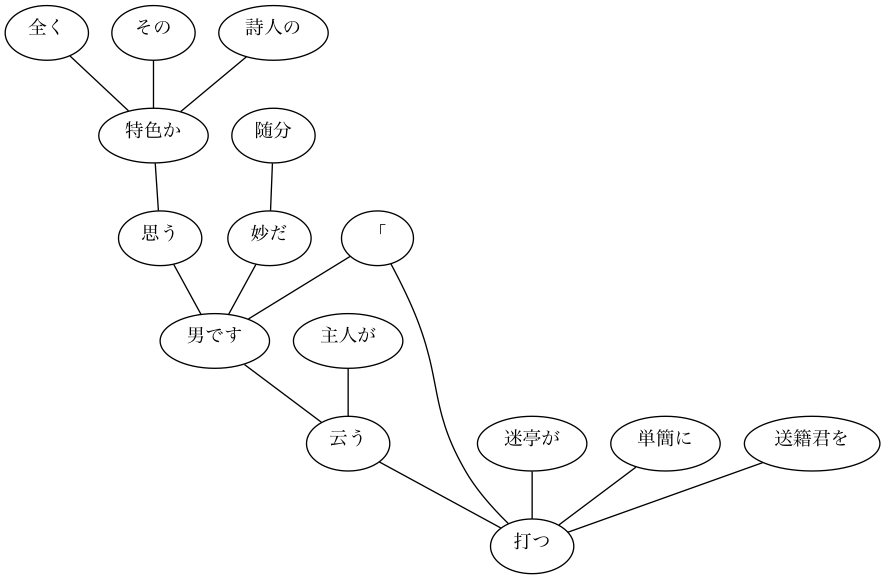 全く その 詩人の
特色か 随分
思う 妙だ 「
男です 主人が
云う 迷亭が 単簡に 送籍君を
打つ